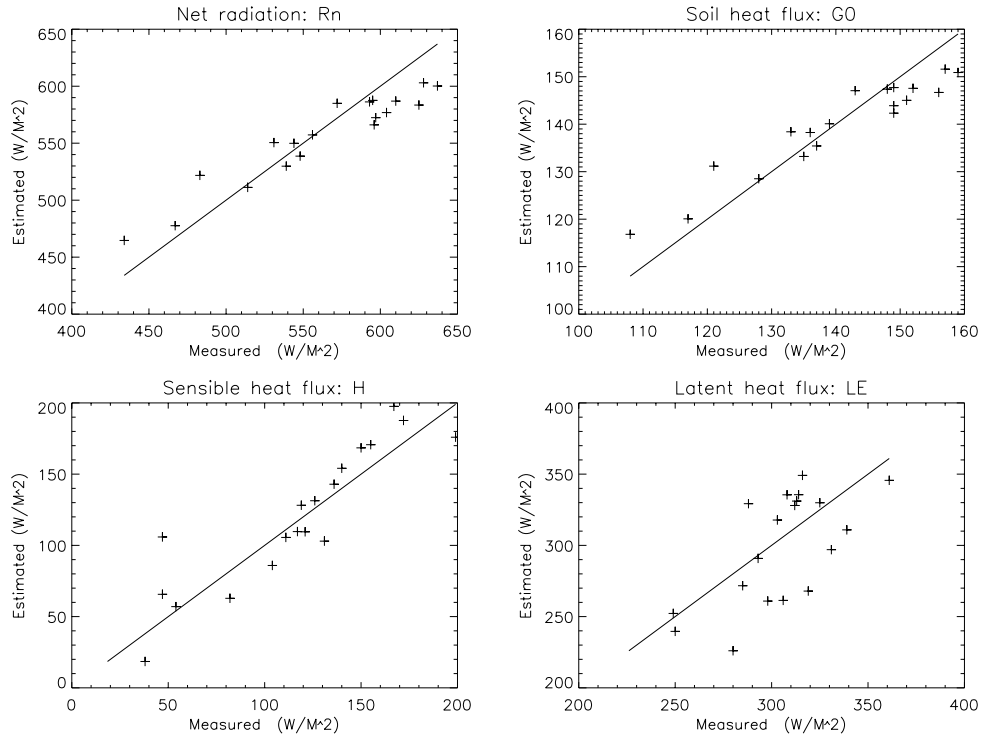 Net radiation: Rn
Estimated (W/M^2)
650
600
550
500
450
400
400 450 500 550 600 650
Measured (W/M^2)
Soil heat flux: G0
Estimated (W/M^2)
160
150
140
130
120
110
100
100 110 120 130 140 150 160
Measured (W/M^2)
Sensible heat flux: H
Estimated (W/M^2)
200
150
100
50
0
0 50 100 150 200
Measured (W/M^2)
Latent heat flux: LE
Estimated (W/M^2)
400
350
300
250
200
200 250 300 350 400
Measured (W/M^2)